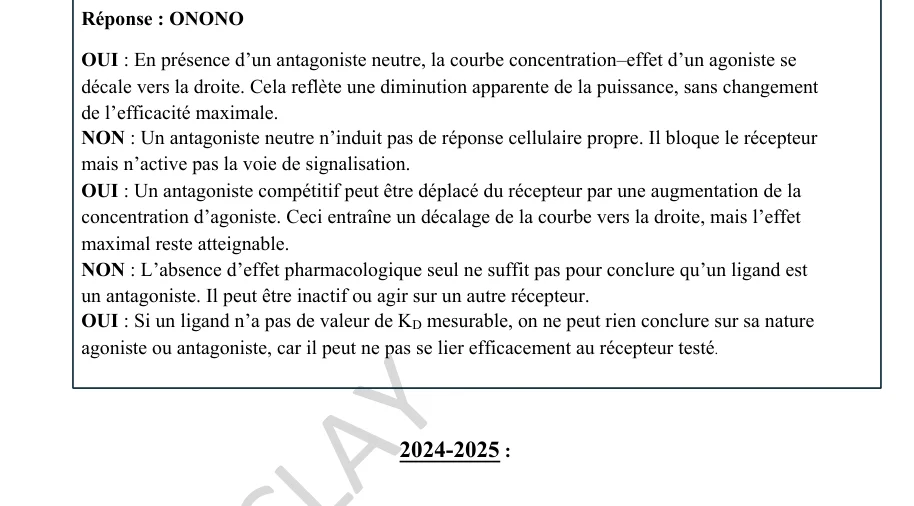 Réponse : ONONO
OUI : En présence d’un antagoniste neutre, la courbe concentration–effet d’un agoniste se
décale vers la droite. Cela reflète une diminution apparente de la puissance, sans changement
de l’efficacité maximale.
NON : Un antagoniste neutre n’induit pas de réponse cellulaire propre. Il bloque le récepteur
mais n’active pas la voie de signalisation.
OUI : Un antagoniste compétitif peut être déplacé du récepteur par une augmentation de la
concentration d’agoniste. Ceci entraîne un décalage de la courbe vers la droite, mais l’effet
maximal reste atteignable.
NON : L’absence d’effet pharmacologique seul ne suffit pas pour conclure qu’un ligand est
un antagoniste. Il peut être inactif ou agir sur un autre récepteur.
OUI : Si un ligand n’a pas de valeur de KD mesurable, on ne peut rien conclure sur sa nature
agoniste ou antagoniste, car il peut ne pas se lier efficacement au récepteur testé.
2024-2025 :
CLAY